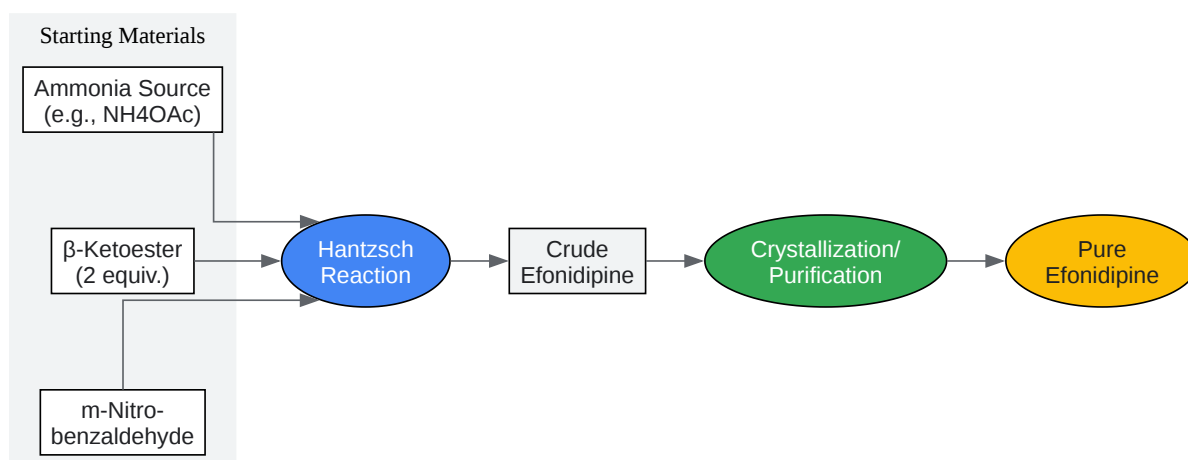 Starting Materials
Ammonia Source
(e.g., NH4OAc)
β-Ketoester
(2 equiv.)
m-Nitro-
benzaldehyde
Hantzsch
Reaction
Crude
Efonidipine
Crystallization/
Purification
Pure
Efonidipine